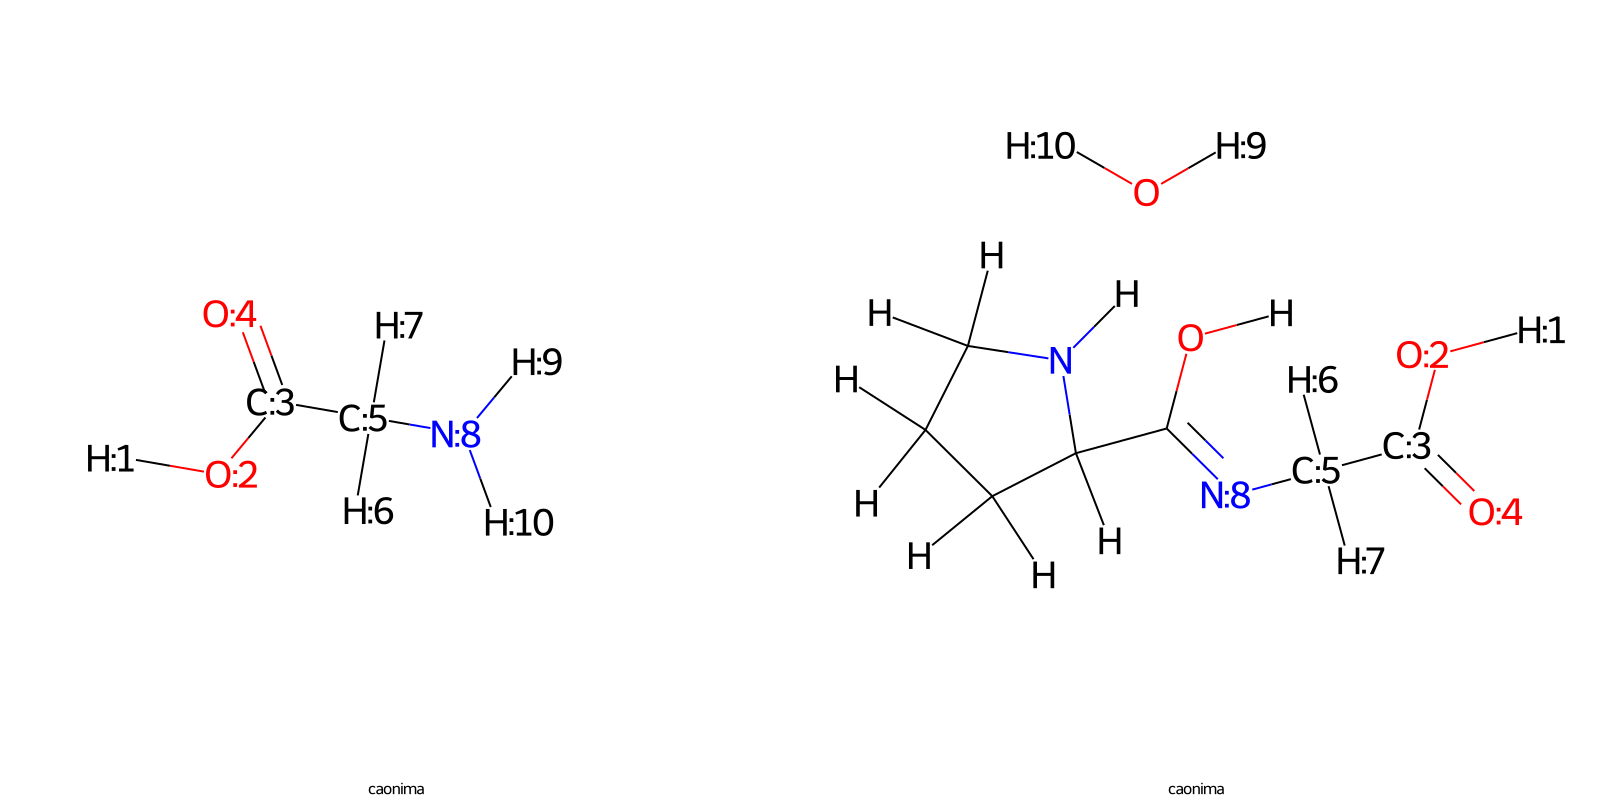 H:10 H:9
O
H
H H
O:4 H:7 O H
H:1
N O:2
H:9 H H:6
C:3 C:5 C:3
N:8
H:1 O:2 C:5
H N:8
H:6 H:10 O:4
H H H:7
H
caonima caonima